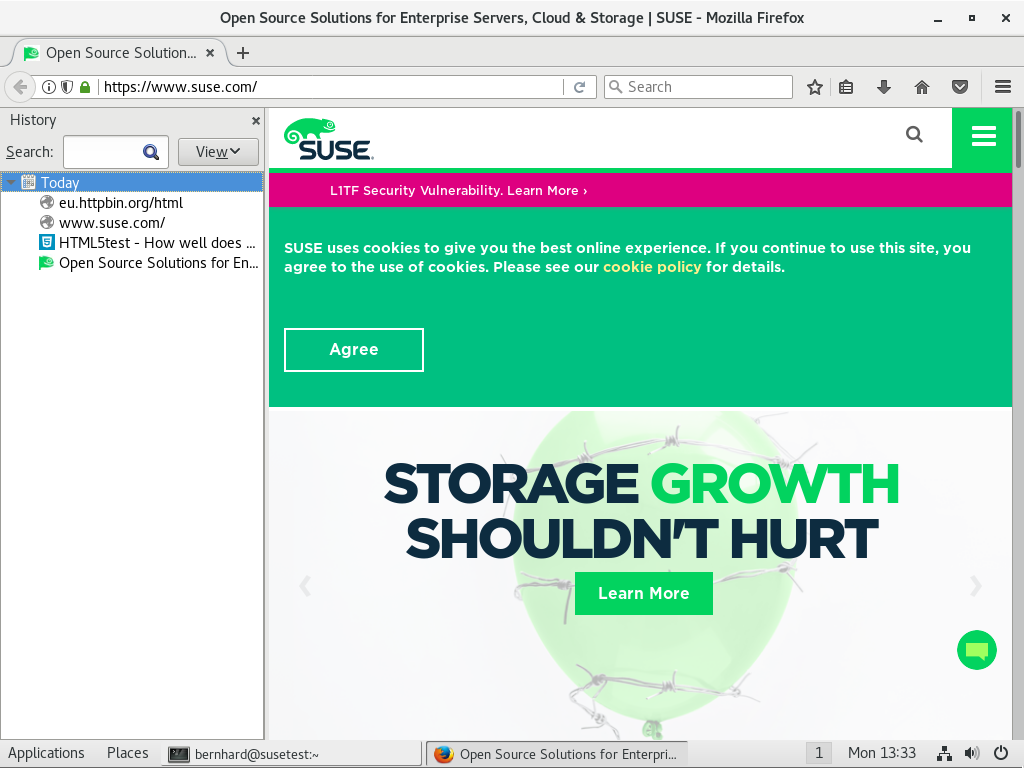 Open Source Solutions for Enterprise Servers, Cloud & Storage | SUSE - Mozilla Firefox
Open Source Solution...
https://www.suse.com/
Search
History
Search:
View
Today
eu.httpbin.org/html
www.suse.com/
HTML5test - How well does ...
Open Source Solutions for En...
SUSE
L1TF Security Vulnerability. Learn More ›
SUSE uses cookies to give you the best online experience. If you continue to use this site, you
agree to the use of cookies. Please see our cookie policy for details.
Agree
STORAGE GROWTH
SHOULDN'T HURT
Learn More
Applications
Places
bernhard@susetest:~
Open Source Solutions for Enterpri...
1
Mon 13:33